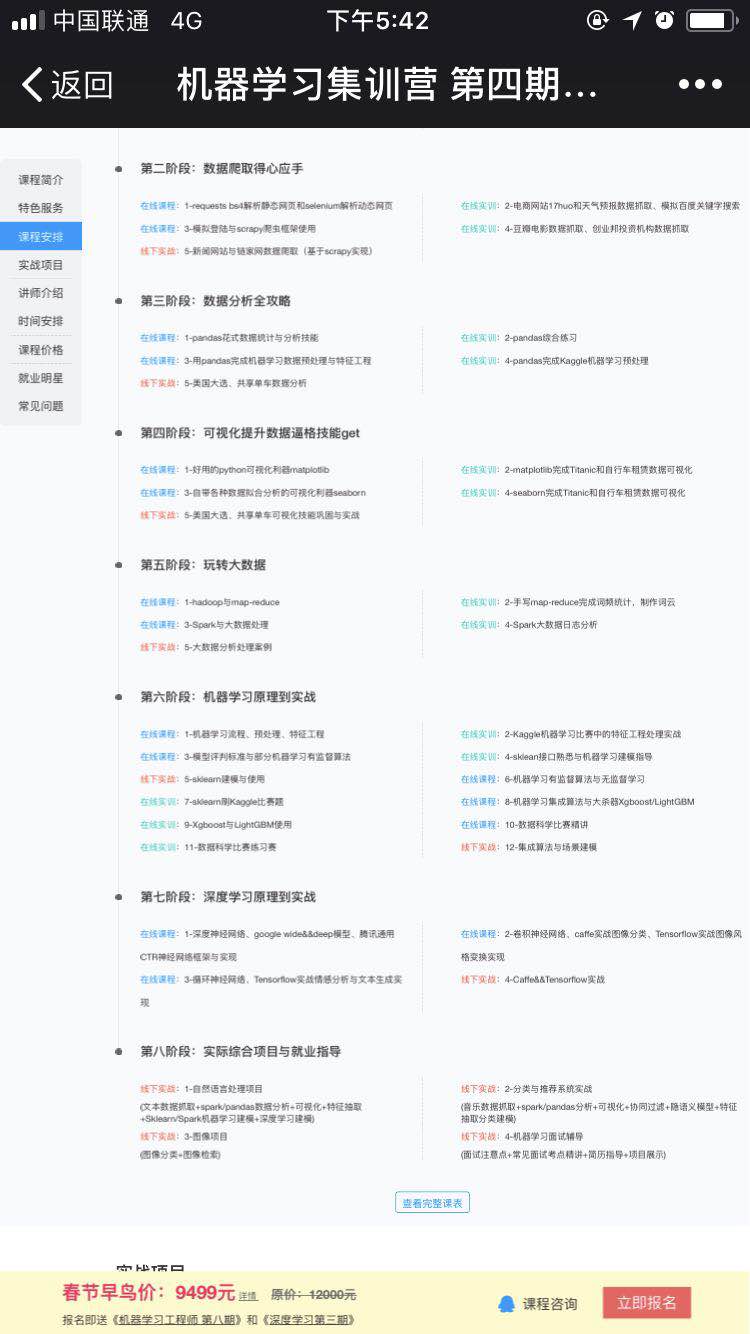 中国联通 4G 下午5:42
返回 机器学习集训营 第四期...
课程简介
特色服务
课程安排
实战项目
讲师介绍
时间安排
课程价格
就业明星
常见问题
第二阶段：数据爬取得心应手
在线课程：1-requests bs4解析静态网页和selenium解析动态网页
在线实训：2-电商网站17huo和天气预报数据抓取、模拟百度关键字搜索
在线课程：3-模拟登陆与scrapy爬虫框架使用
在线实训：4-豆瓣电影数据抓取、创业邦投资机构数据抓取
线下实战：5-新闻网站与链家网数据爬取（基于scrapy实现）
第三阶段：数据分析全攻略
在线课程：1-pandas花式数据统计与分析技能
在线实训：2-pandas综合练习
在线课程：3-用pandas完成机器学习数据预处理与特征工程
在线实训：4-pandas完成Kaggle机器学习预处理
线下实战：5-美国大选、共享单车数据分析
第四阶段：可视化提升数据逼格技能get
在线课程：1-好用的python可视化利器matplotlib
在线实训：2-matplotlib完成Titanic和自行车租赁数据可视化
在线课程：3-自带各种数据拟合分析的可视化利器seaborn
在线实训：4-seaborn完成Titanic和自行车租赁数据可视化
线下实战：5-美国大选、共享单车可视化技能巩固与实战
第五阶段：玩转大数据
在线课程：1-hadoop与map-reduce
在线实训：2-手写map-reduce完成词频统计，制作词云
在线课程：3-Spark与大数据处理
在线实训：4-Spark大数据日志分析
线下实战：5-大数据分析处理案例
第六阶段：机器学习原理到实战
在线课程：1-机器学习流程、预处理、特征工程
在线实训：2-Kaggle机器学习比赛中的特征工程处理实战
在线课程：3-模型评判标准与部分机器学习有监督算法
在线实训：4-sklean接口熟悉与机器学习建模指导
线下实战：5-sklearn建模与使用
在线课程：6-机器学习有监督算法与无监督学习
在线实训：7-sklearn刷Kaggle比赛题
在线课程：8-机器学习集成算法与大杀器Xgboost/LightGBM
在线实训：9-Xgboost与LightGBM使用
在线课程：10-数据科学比赛精讲
在线实训：11-数据科学比赛练习赛
线下实战：12-集成算法与场景建模
第七阶段：深度学习原理到实战
在线课程：1-深度神经网络、google wide&&deep模型、腾讯通用
CTR神经网络框架与实现
在线课程：2-卷积神经网络、caffe实战图像分类、Tensorflow实战图像风
格变换实现
在线课程：3-循环神经网络、Tensorflow实战情感分析与文本生成实
现
线下实战：4-Caffe&&Tensorflow实战
第八阶段：实际综合项目与就业指导
线下实战：1-自然语言处理项目
(文本数据抓取+spark/pandas数据分析+可视化+特征抽取
+Sklearn/Spark机器学习建模+深度学习建模)
线下实战：2-分类与推荐系统实战
(音乐数据抓取+spark/pandas分析+可视化+协同过滤+隐语义模型+特征
抽取分类建模)
线下实战：3-图像项目
(图像分类+图像检索)
线下实战：4-机器学习面试辅导
(面试注意点+常见面试考点精讲+简历指导+项目展示)
查看完整课表
实战项目
春节早鸟价：9499元 详情 原价：12000元
报名即送《机器学习工程师 第八期》和《深度学习第三期》
课程咨询
立即报名